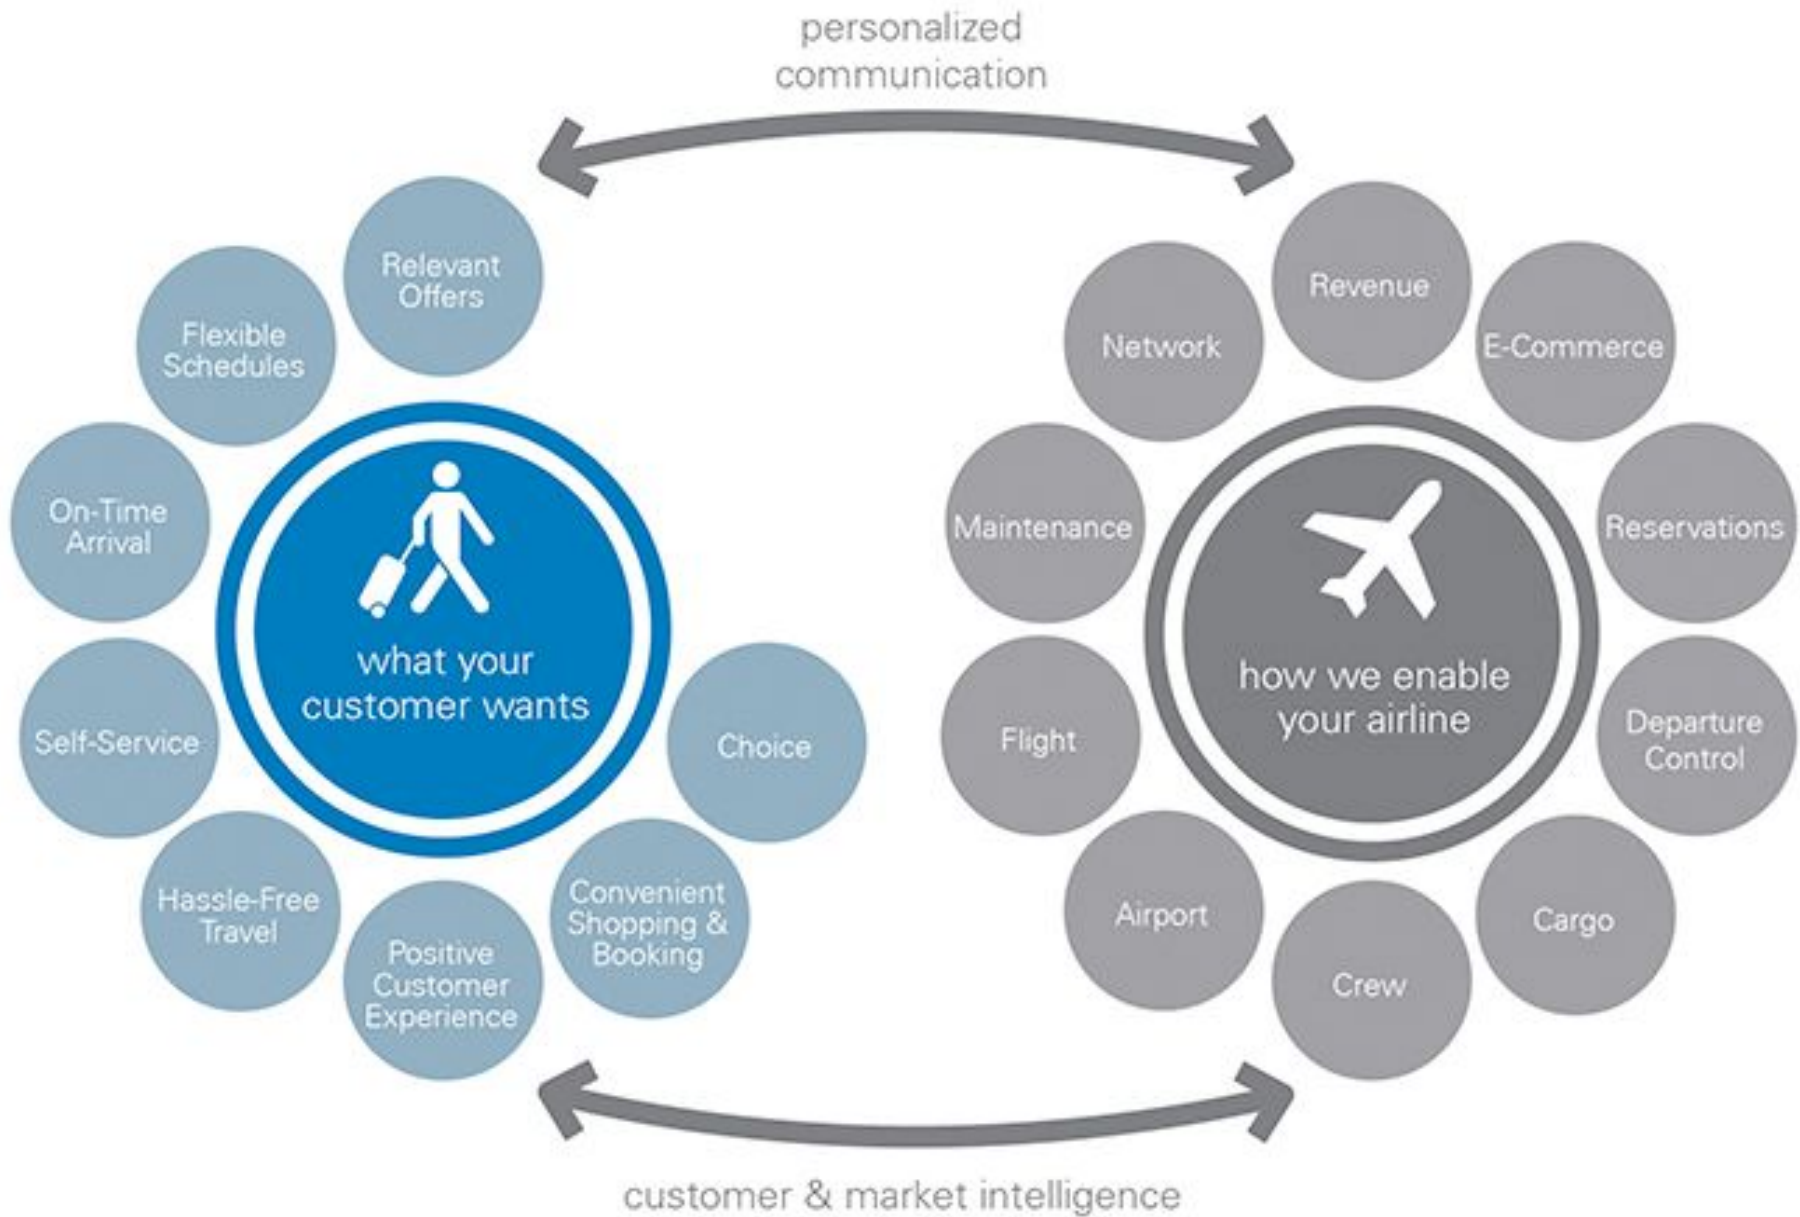 personalized
communication
Relevant
Offers
Flexible
Schedules
On-Time
Arrival
Self-Service
Hassle-Free
Travel
Positive
Customer
Experience
Convenient
Shopping &
Booking
Choice
what your
customer wants
Revenue
E-Commerce
Reservations
Departure
Control
Cargo
Crew
Airport
Flight
Maintenance
Network
how we enable
your airline
customer & market intelligence